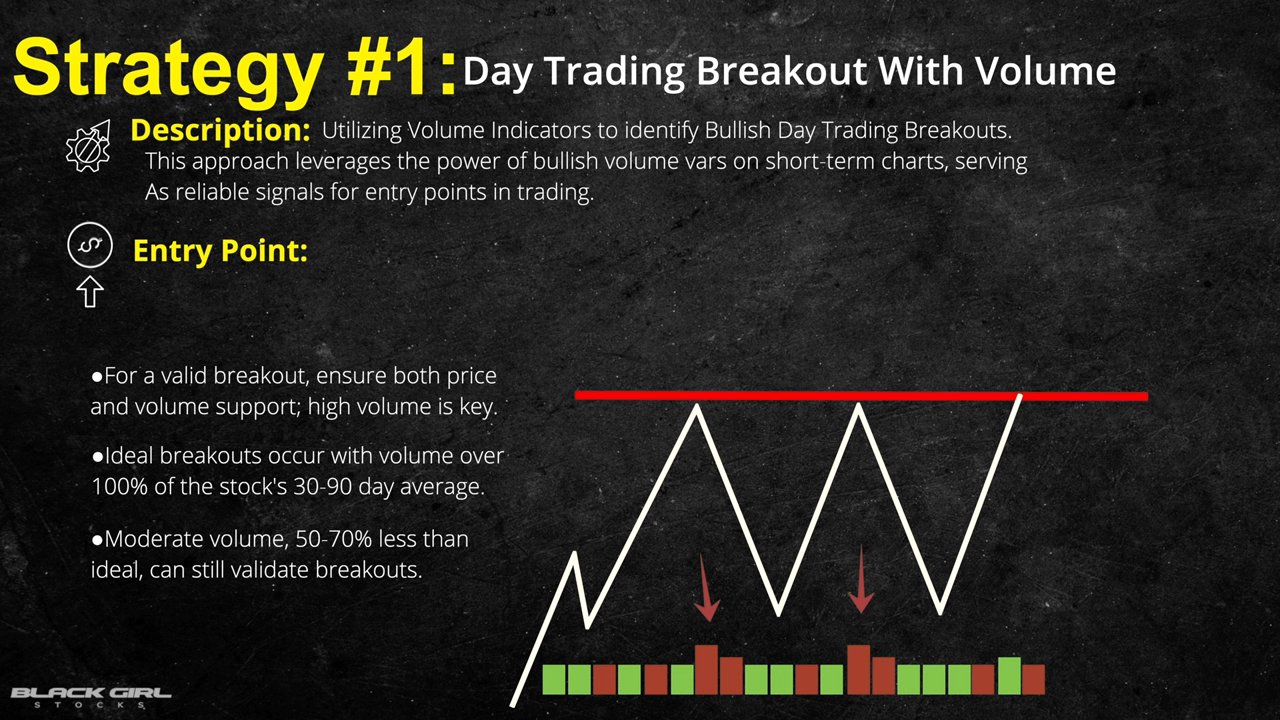 Strategy #1: Day Trading Breakout With Volume
Description: Utilizing Volume Indicators to identify Bullish Day Trading Breakouts.
This approach leverages the power of bullish volume vars on short-term charts, serving
As reliable signals for entry points in trading.
Entry Point:
●For a valid breakout, ensure both price
and volume support; high volume is key.
●Ideal breakouts occur with volume over
100% of the stock's 30-90 day average.
●Moderate volume, 50-70% less than
ideal, can still validate breakouts.
BLACK GIRL
STOCKS